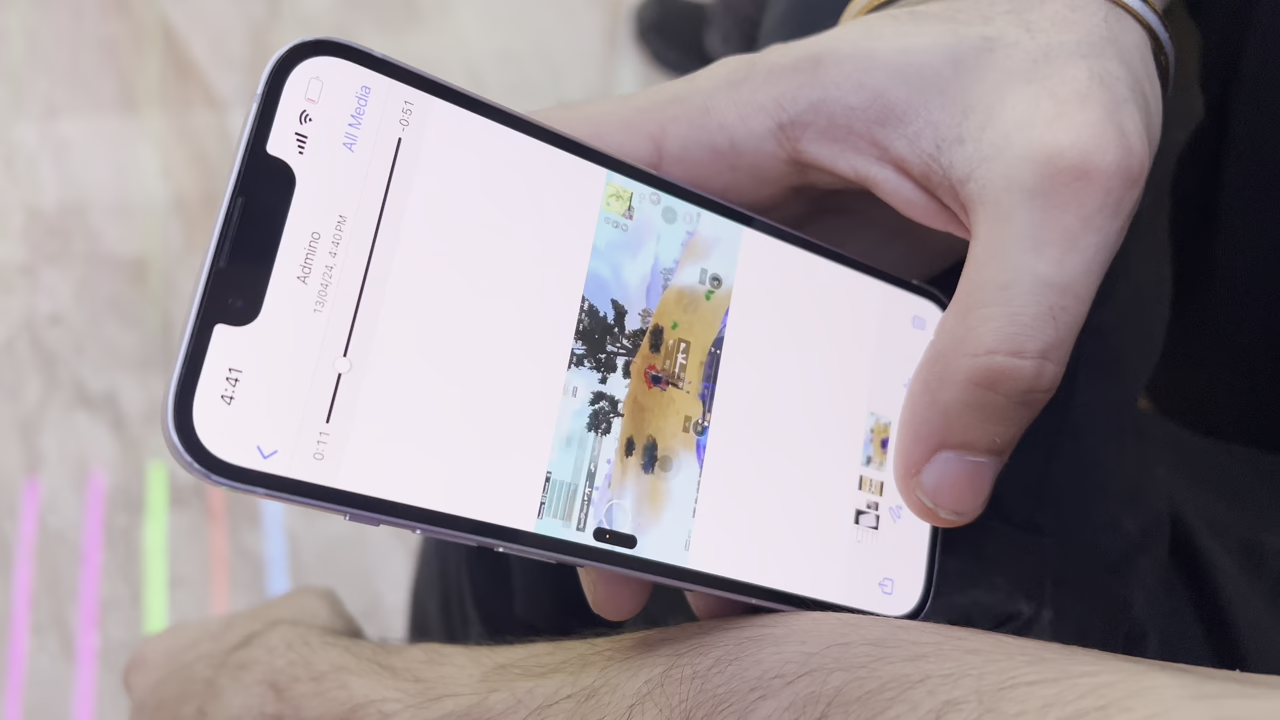 4:41
Admino
13/04/24, 4:40 PM
All Media
0:11
-0:51